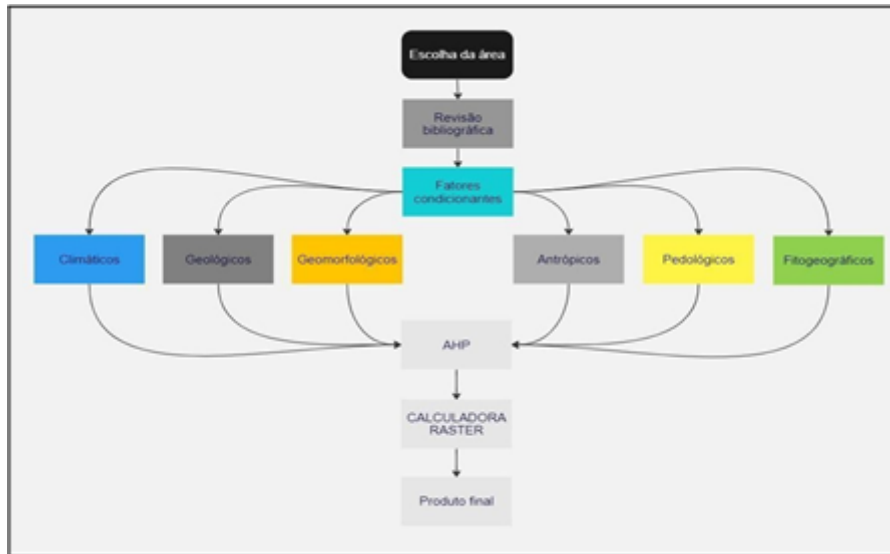 Escolha da área
Revisão
bibliográfica
Fatores
condicionantes
Climáticos
Geológicos
Geomorfológicos
Antrópicos
Pedológicos
Fitogeográficos
AHP
CALCULADORA
RASTER
Produto final